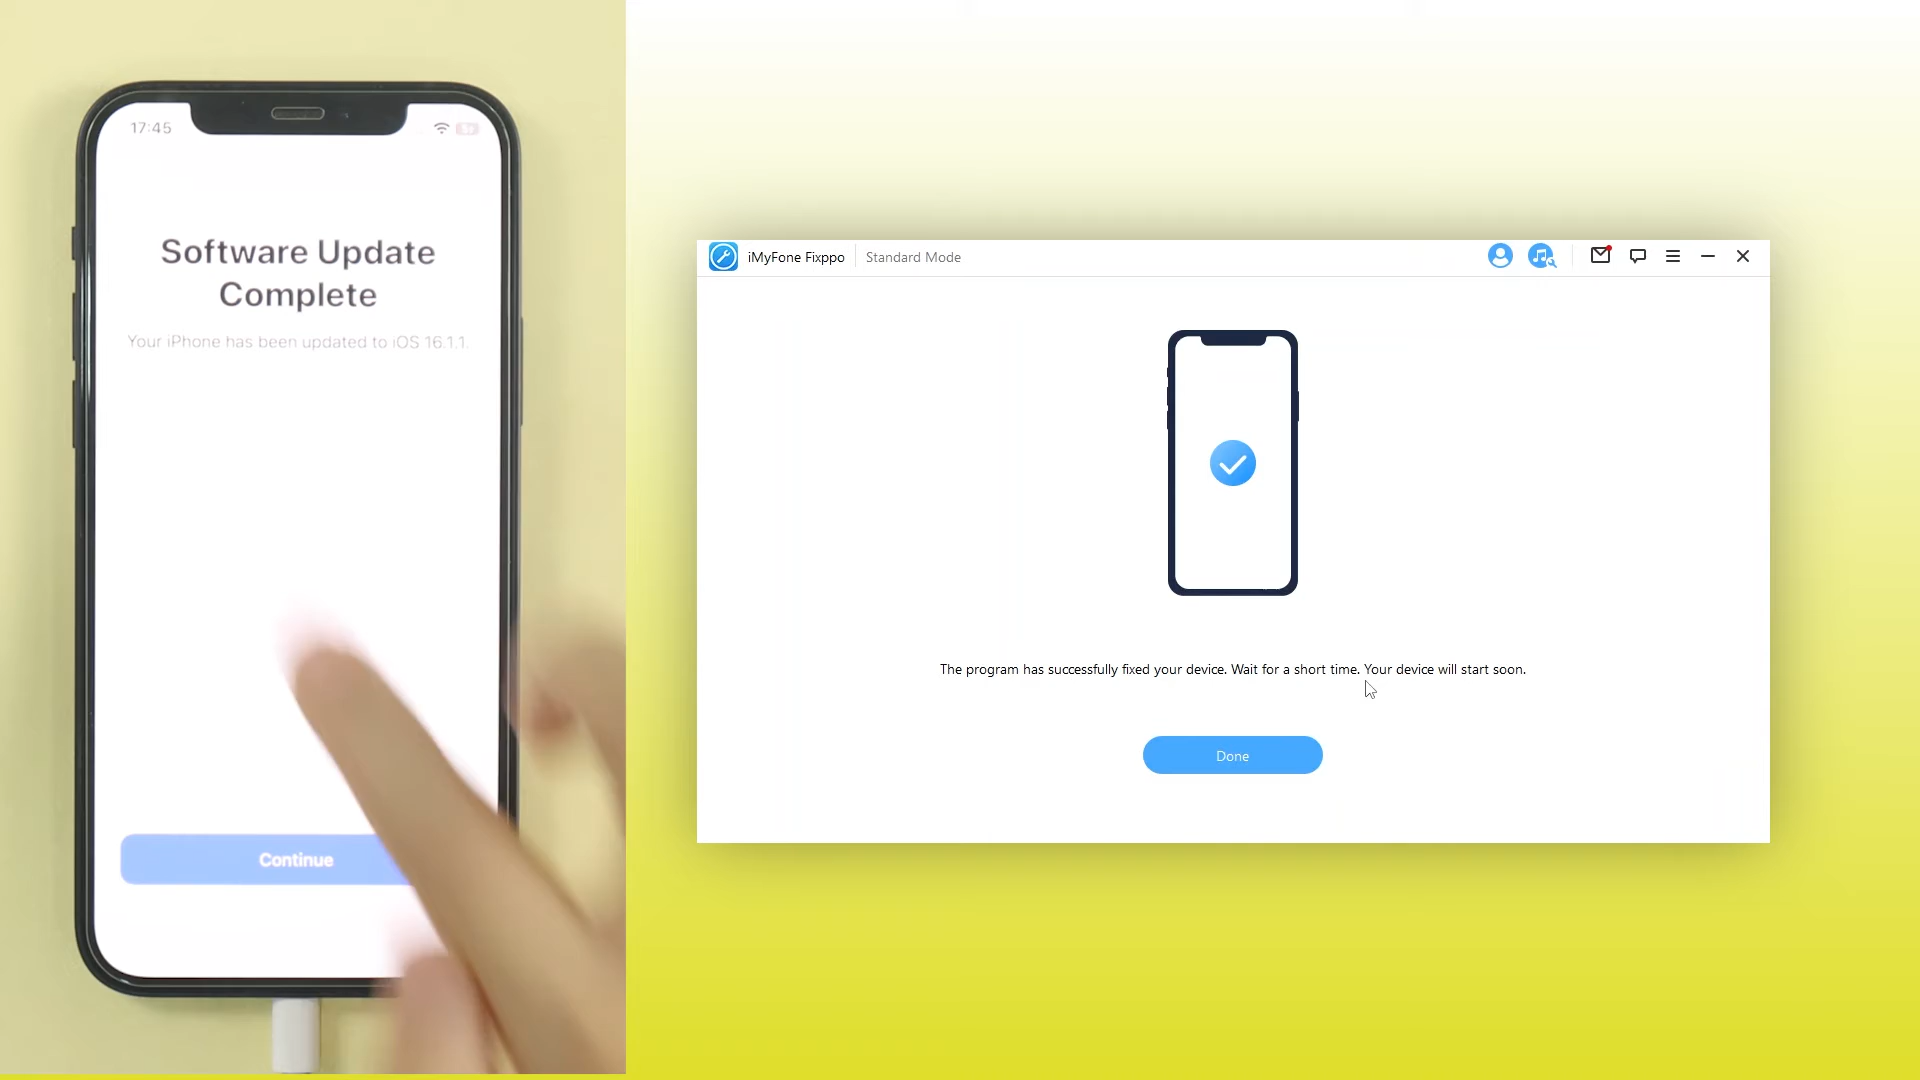 17:45
Software Update
Complete
Your iPhone has been updated to iOS 16.1.1.
Continue
iMyFone Fixppo
Standard Mode
The program has successfully fixed your device. Wait for a short time. Your device will start soon.
Done